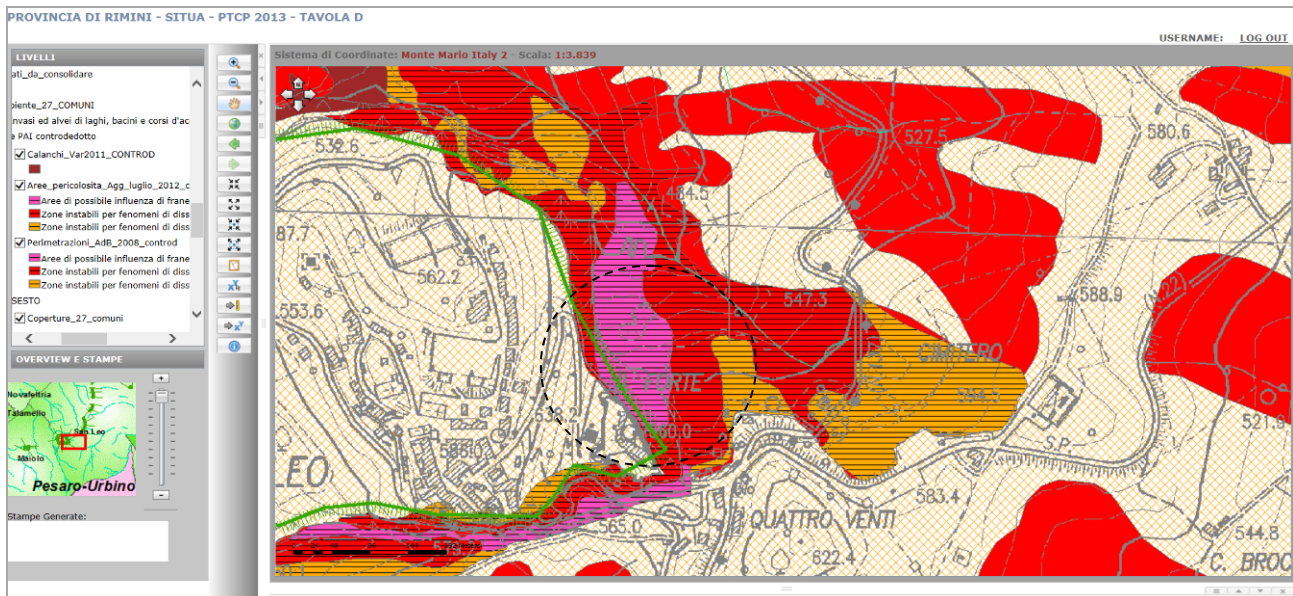 PROVINCIA DI RIMINI - SITUA - PTCP 2013 - TAVOLA D
USERNAME: LOG OUT
LIVELLI
ati_da_consolidare
piente_27_COMUNI
nvasi ed alvei di laghi, bacini e corsi d'ac
e PAI controdedotto
Calanchi_Var2011_CONTROD
Aree_pericolosita_Agg_luglio_2012_c
Aree di possibile influenza di frane
Zone instabili per fenomeni di diss
Zone instabili per fenomeni di diss
Perimetrazioni_AdB_2008_controd
Aree di possibile influenza di frane
Zone instabili per fenomeni di diss
Zone instabili per fenomeni di diss
SESTO
Coperture_27_comuni
OVERVIEW E STAMPE
Novafeltria
Talamello
San Leo
Maiolo
Pesaro-Urbino
Stampe Generate:
Sistema di Coordinate: Monte Mario Italy 2 - Scala: 1:3.839
532.6
527.5
580.6
484.5
87.7
562.2
547.3
588.9
553.6
CIMITERO
FORTE
594.5
521.9
LEO
S.P.
583.4
QUATTRO VENTI
565.0
544.8
622.4
C. BROC